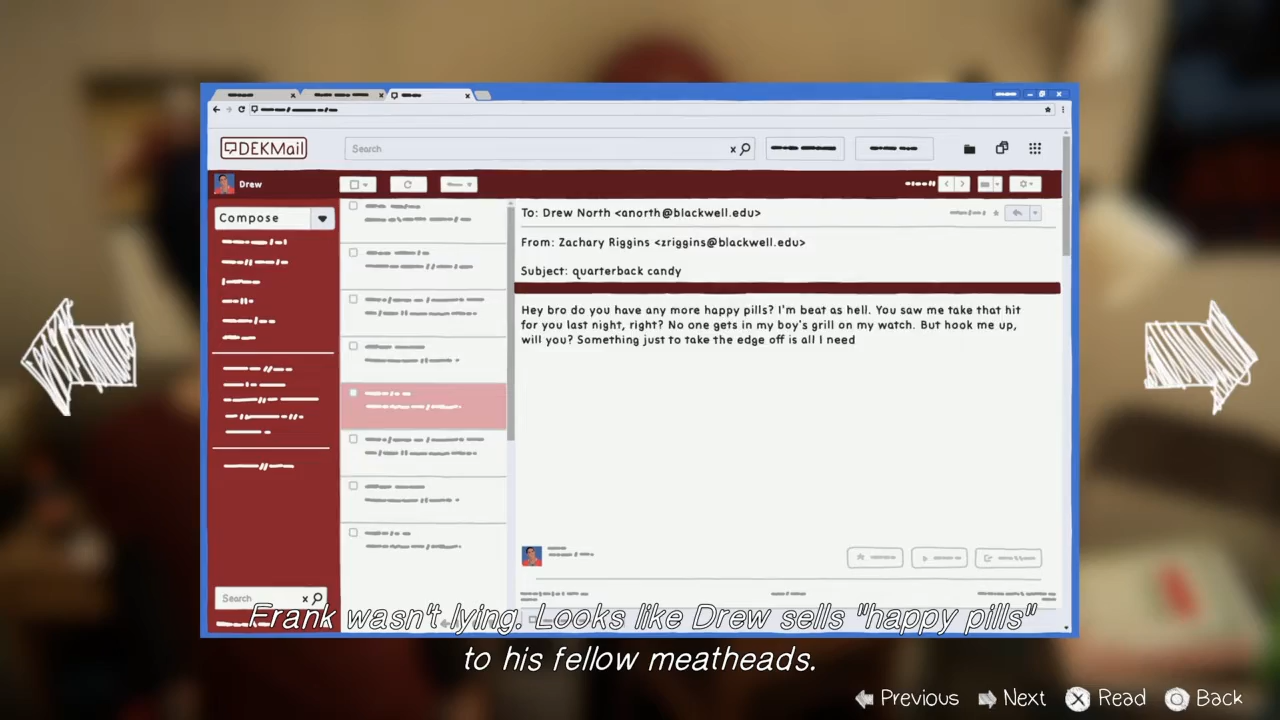 DEKMail
Search
Drew
Compose
To: Drew North <anorth@blackwell.edu>
From: Zachary Riggins <zriggins@blackwell.edu>
Subject: quarterback candy
Hey bro do you have any more happy pills? I'm beat as hell. You saw me take that hit
for you last night, right? No one gets in my boy's grill on my watch. But hook me up,
will you? Something just to take the edge off is all I need
Search
Frank wasn't lying. Looks like Drew sells "happy pills"
to his fellow meatheads.
Previous Next Read Back